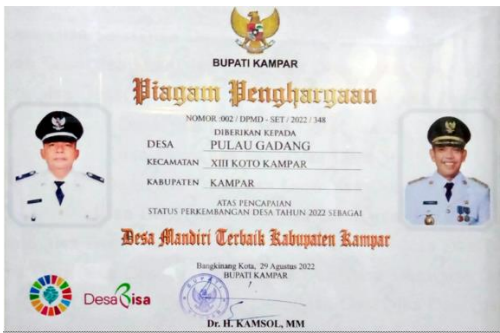 BUPATI KAMPAR
Piagam Penghargaan
NOMOR :002 / DPMD - SET / 2022 / 348
DIBERIKAN KEPADA
DESA PULAU GADANG
KECAMATAN XIII KOTO KAMPAR
KABUPATEN KAMPAR
ATAS PENCAPAIAN
STATUS PERKEMBANGAN DESA TAHUN 2022 SEBAGAI
Desa Mandiri Terbaik Kabupaten Kampar
Bangkinang Kota, 29 Agustus 2022
BUPATI KAMPAR
DesaBisa
Dr. H. KAMSOL, MM